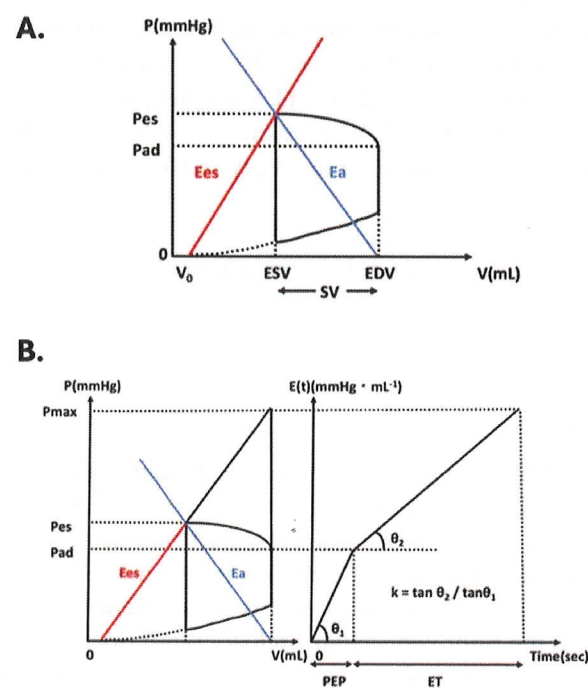 A.
P(mmHg)
Pes
Pad
Ees
Ea
0
V₀
ESV
EDV
V(mL)
SV
B.
P(mmHg)
E(t)(mmHg・mL⁻¹)
Pmax
Pes
Pad
Ees
Ea
θ₂
k = tan θ₂ / tanθ₁
θ₁
0
V(mL)
0
Time(sec)
PEP
ET